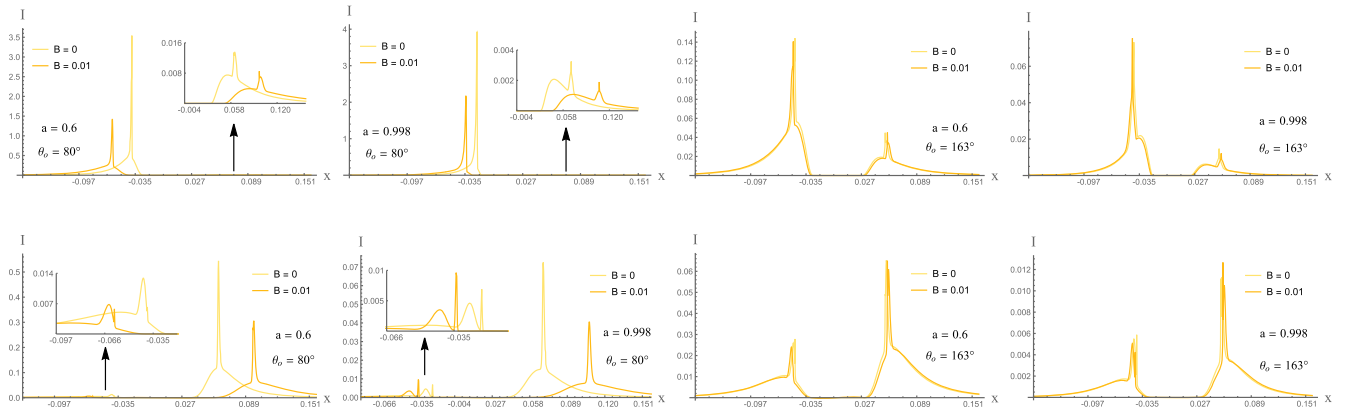 I
3.5
3.0
2.5
2.0
1.5
1.0
0.5
B = 0
B = 0.01
a = 0.6
θo = 80°
0.016
0.008
-0.004 0.058 0.120
-0.097 -0.035 0.027 0.089 0.151 X
I
4
3
2
1
B = 0
B = 0.01
a = 0.998
θo = 80°
0.004
0.002
-0.004 0.058 0.120
-0.097 -0.035 0.027 0.089 0.151 X
I
0.14
0.12
0.10
0.08
0.06
0.04
0.02
B = 0
B = 0.01
a = 0.6
θo = 163°
-0.097 -0.035 0.027 0.089 0.151 X
I
0.06
0.04
0.02
B = 0
B = 0.01
a = 0.998
θo = 163°
-0.097 -0.035 0.027 0.089 0.151 X
I
0.5
0.4
0.3
0.2
0.1
0.0
0.014
0.007
-0.097 -0.066 -0.035
B = 0
B = 0.01
a = 0.6
θo = 80°
-0.097 -0.035 0.027 0.089 0.151 X
I
0.07
0.06
0.05
0.04
0.03
0.02
0.01
0.00
0.01
0.005
-0.066 -0.035
B = 0
B = 0.01
a = 0.998
θo = 80°
-0.066 -0.035 -0.004 0.027 0.058 0.089 0.120 0.151 X
I
0.06
0.05
0.04
0.03
0.02
0.01
B = 0
B = 0.01
a = 0.6
θo = 163°
-0.097 -0.035 0.027 0.089 0.151 X
I
0.012
0.010
0.008
0.006
0.004
0.002
0.000
B = 0
B = 0.01
a = 0.998
θo = 163°
-0.097 -0.035 0.027 0.089 0.151 X